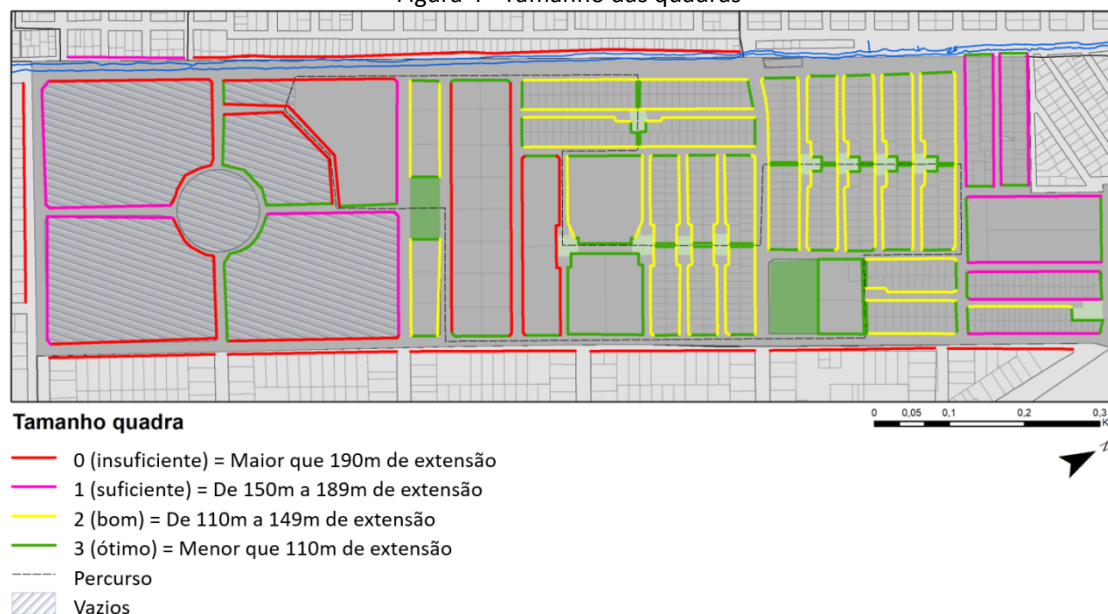 Tamanho quadra
0 0,05 0,1 0,2 0,3
0 (insuficiente) = Maior que 190m de extensão
1 (suficiente) = De 150m a 189m de extensão
2 (bom) = De 110m a 149m de extensão
3 (ótimo) = Menor que 110m de extensão
Percurso
Vazios